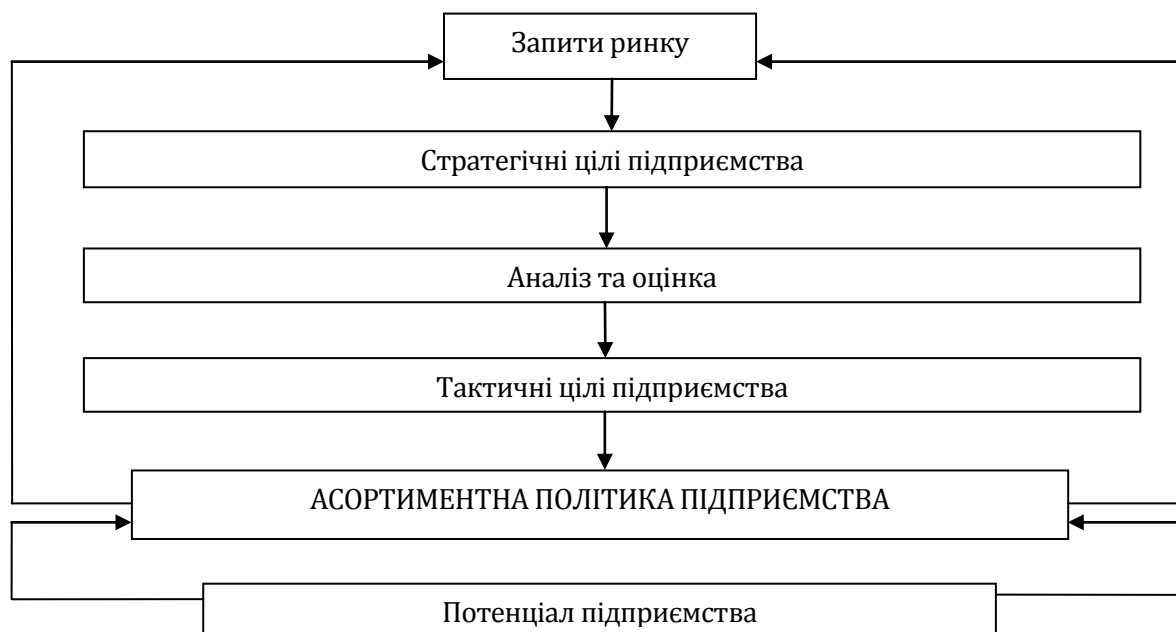 Запити ринку
Стратегічні цілі підприємства
Аналіз та оцінка
Тактичні цілі підприємства
АСОРТИМЕНТНА ПОЛІТИКА ПІДПРИЄМСТВА
Потенціал підприємства